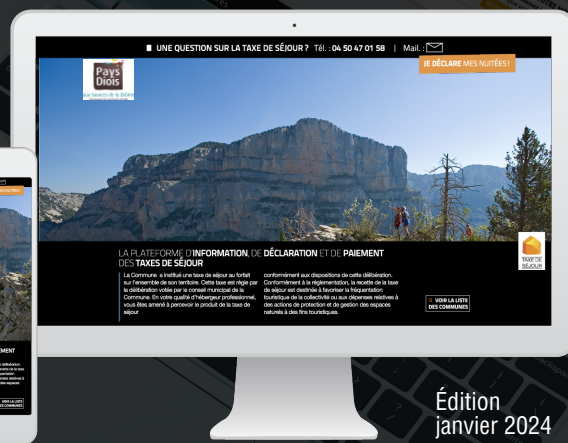 UNE QUESTION SUR LA TAXE DE SÉJOUR ? Tél. : 04 50 47 01 58 | Mail. :
JE DÉCLARE MES NUITÉES !
Pays
Diois
aux Sources de la Drôme
LA PLATEFORME D'INFORMATION, DE DÉCLARATION ET DE PAIEMENT
DES TAXES DE SÉJOUR
La Commune a institué une taxe de séjour au forfait
sur l'ensemble de son territoire. Cette taxe est régie par
la délibération votée par le conseil municipal de la
Commune. En votre qualité d'hébergeur professionnel,
vous êtes amené à percevoir le produit de la taxe de
séjour
conformément aux dispositions de cette délibération.
Conformément à la règlementation, la recette de la taxe
de séjour est destinée à favoriser la fréquentation
touristique de la collectivité ou aux dépenses relatives à
des actions de protection et de gestion des espaces
naturels à des fins touristiques.
TAXE DE
SÉJOUR
VOIR LA LISTE
DES COMMUNES
Édition
janvier 2024